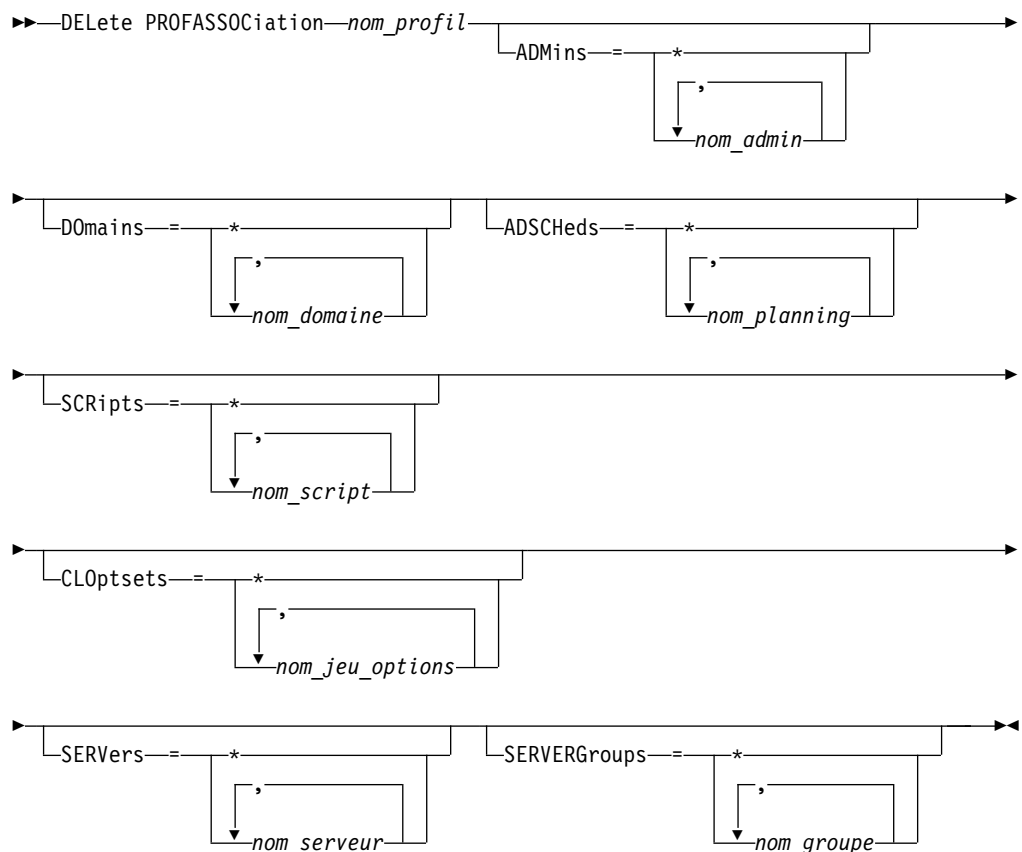 DELete PROFASSOCiation nom_profil
ADMins = *
,
nom_admin
DOmains = * ADSCHeds = *
, ,
nom_domaine nom_planning
SCRipts = *
,
nom_script
CLOptsets = *
,
nom_jeu_options
SERVers = * SERVERGroups = *
, ,
nom_serveur nom_groupe